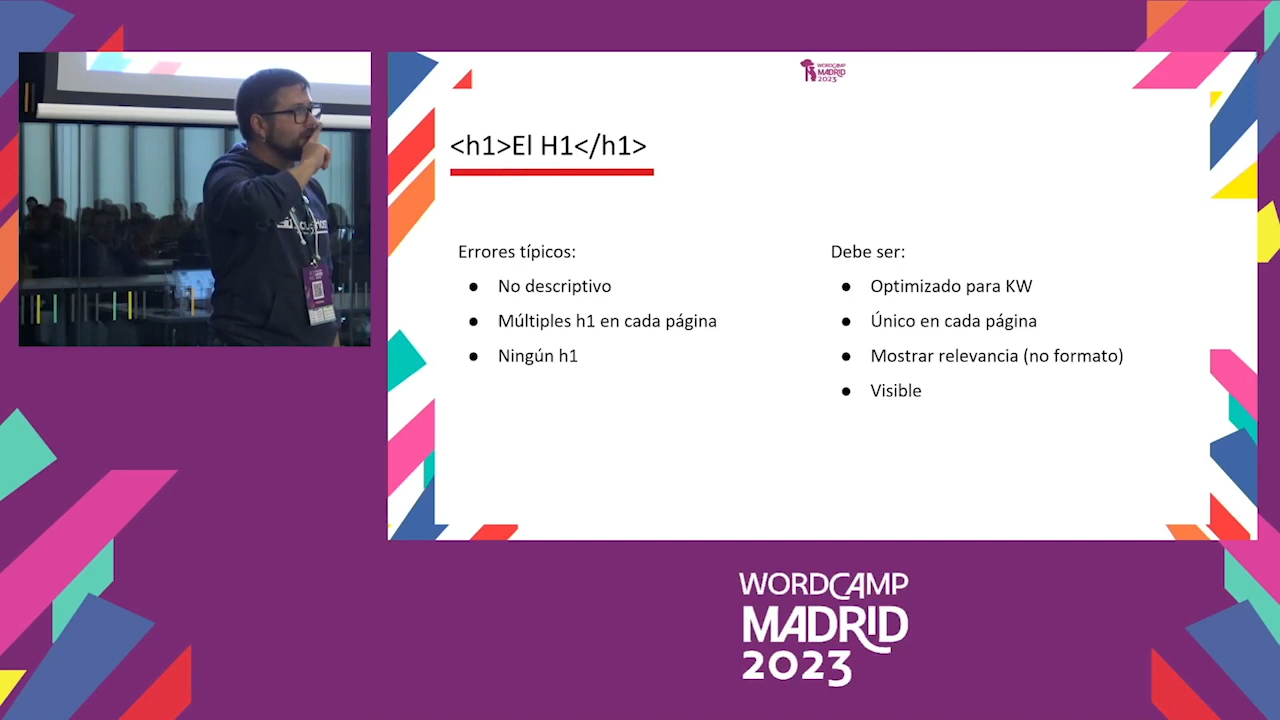 WORDCAMP
MADRID
2023
<h1>El H1</h1>
Errores típicos:
● No descriptivo
● Múltiples h1 en cada página
● Ningún h1
Debe ser:
● Optimizado para KW
● Único en cada página
● Mostrar relevancia (no formato)
● Visible
WORDCAMP
MADRID
2023